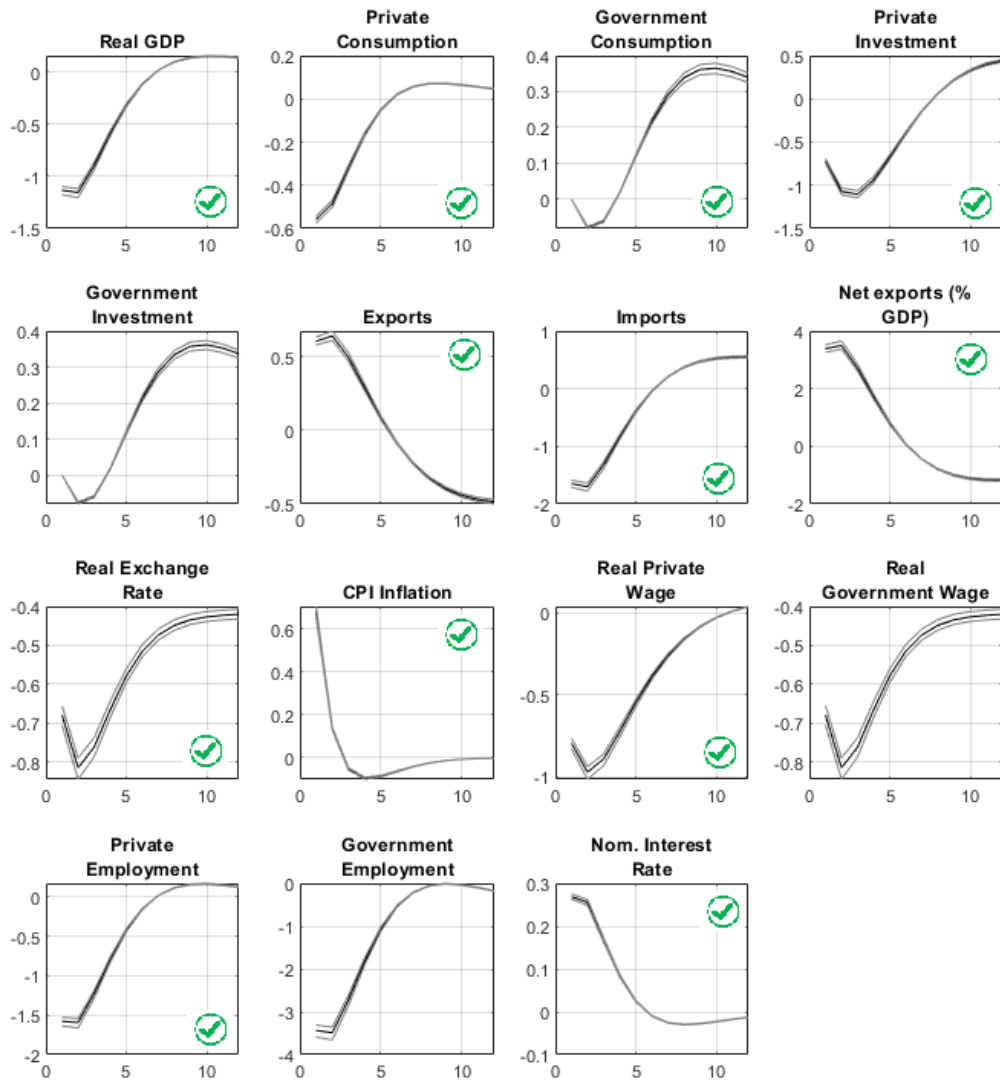 Real GDP
0
-0.5
-1
-1.5
0 5 10
Private
Consumption
0.2
0
-0.2
-0.4
-0.6
0 5 10
Government
Consumption
0.4
0.3
0.2
0.1
0
0 5 10
Private
Investment
0.5
0
-0.5
-1
-1.5
0 5 10
Government
Investment
0.4
0.3
0.2
0.1
0
0 5 10
Exports
0.5
0
-0.5
0 5 10
Imports
1
0
-1
-2
0 5 10
Net exports (%
GDP)
4
2
0
-2
0 5 10
Real Exchange
Rate
-0.4
-0.5
-0.6
-0.7
-0.8
0 5 10
CPI Inflation
0.6
0.4
0.2
0
0 5 10
Real Private
Wage
0
-0.5
-1
0 5 10
Real
Government Wage
-0.4
-0.5
-0.6
-0.7
-0.8
0 5 10
Private
Employment
0
-0.5
-1
-1.5
-2
0 5 10
Government
Employment
0
-1
-2
-3
-4
0 5 10
Nom. Interest
Rate
0.3
0.2
0.1
0
-0.1
0 5 10